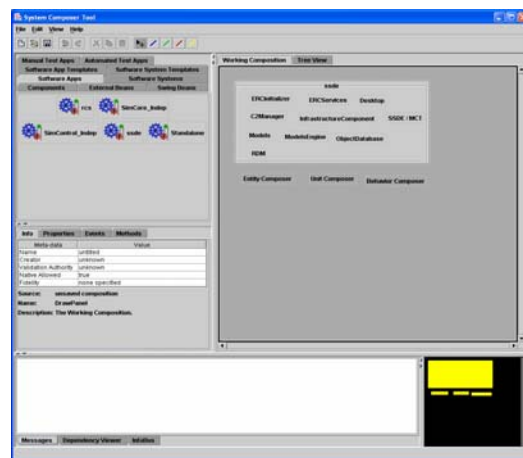 System Composer Tool
File Edit View Help
Manual Test Apps Automated Test Apps
Software App Templates Software System Templates
Software Apps Software Systems
Components External Beans Swing Beans
rcs SimCore_Indep
SimControl_Indep ssde Standalone
Working Composition Tree View
ssde
ERCInitializer ERCServices Desktop
C2Manager InfrastructureComponent SSDE / MCT
Models ModelsEngine ObjectDatabase
RDM
Entity Composer Unit Composer Behavior Composer
Info Properties Events Methods
Meta-data Value
Name untitled
Creator unknown
Validation Authority unknown
Native Allowed true
Fidelity none specified
Source: unsaved composition
Name: DrawPanel
Description: The Working Composition.
Messages Dependency Viewer InfoBus